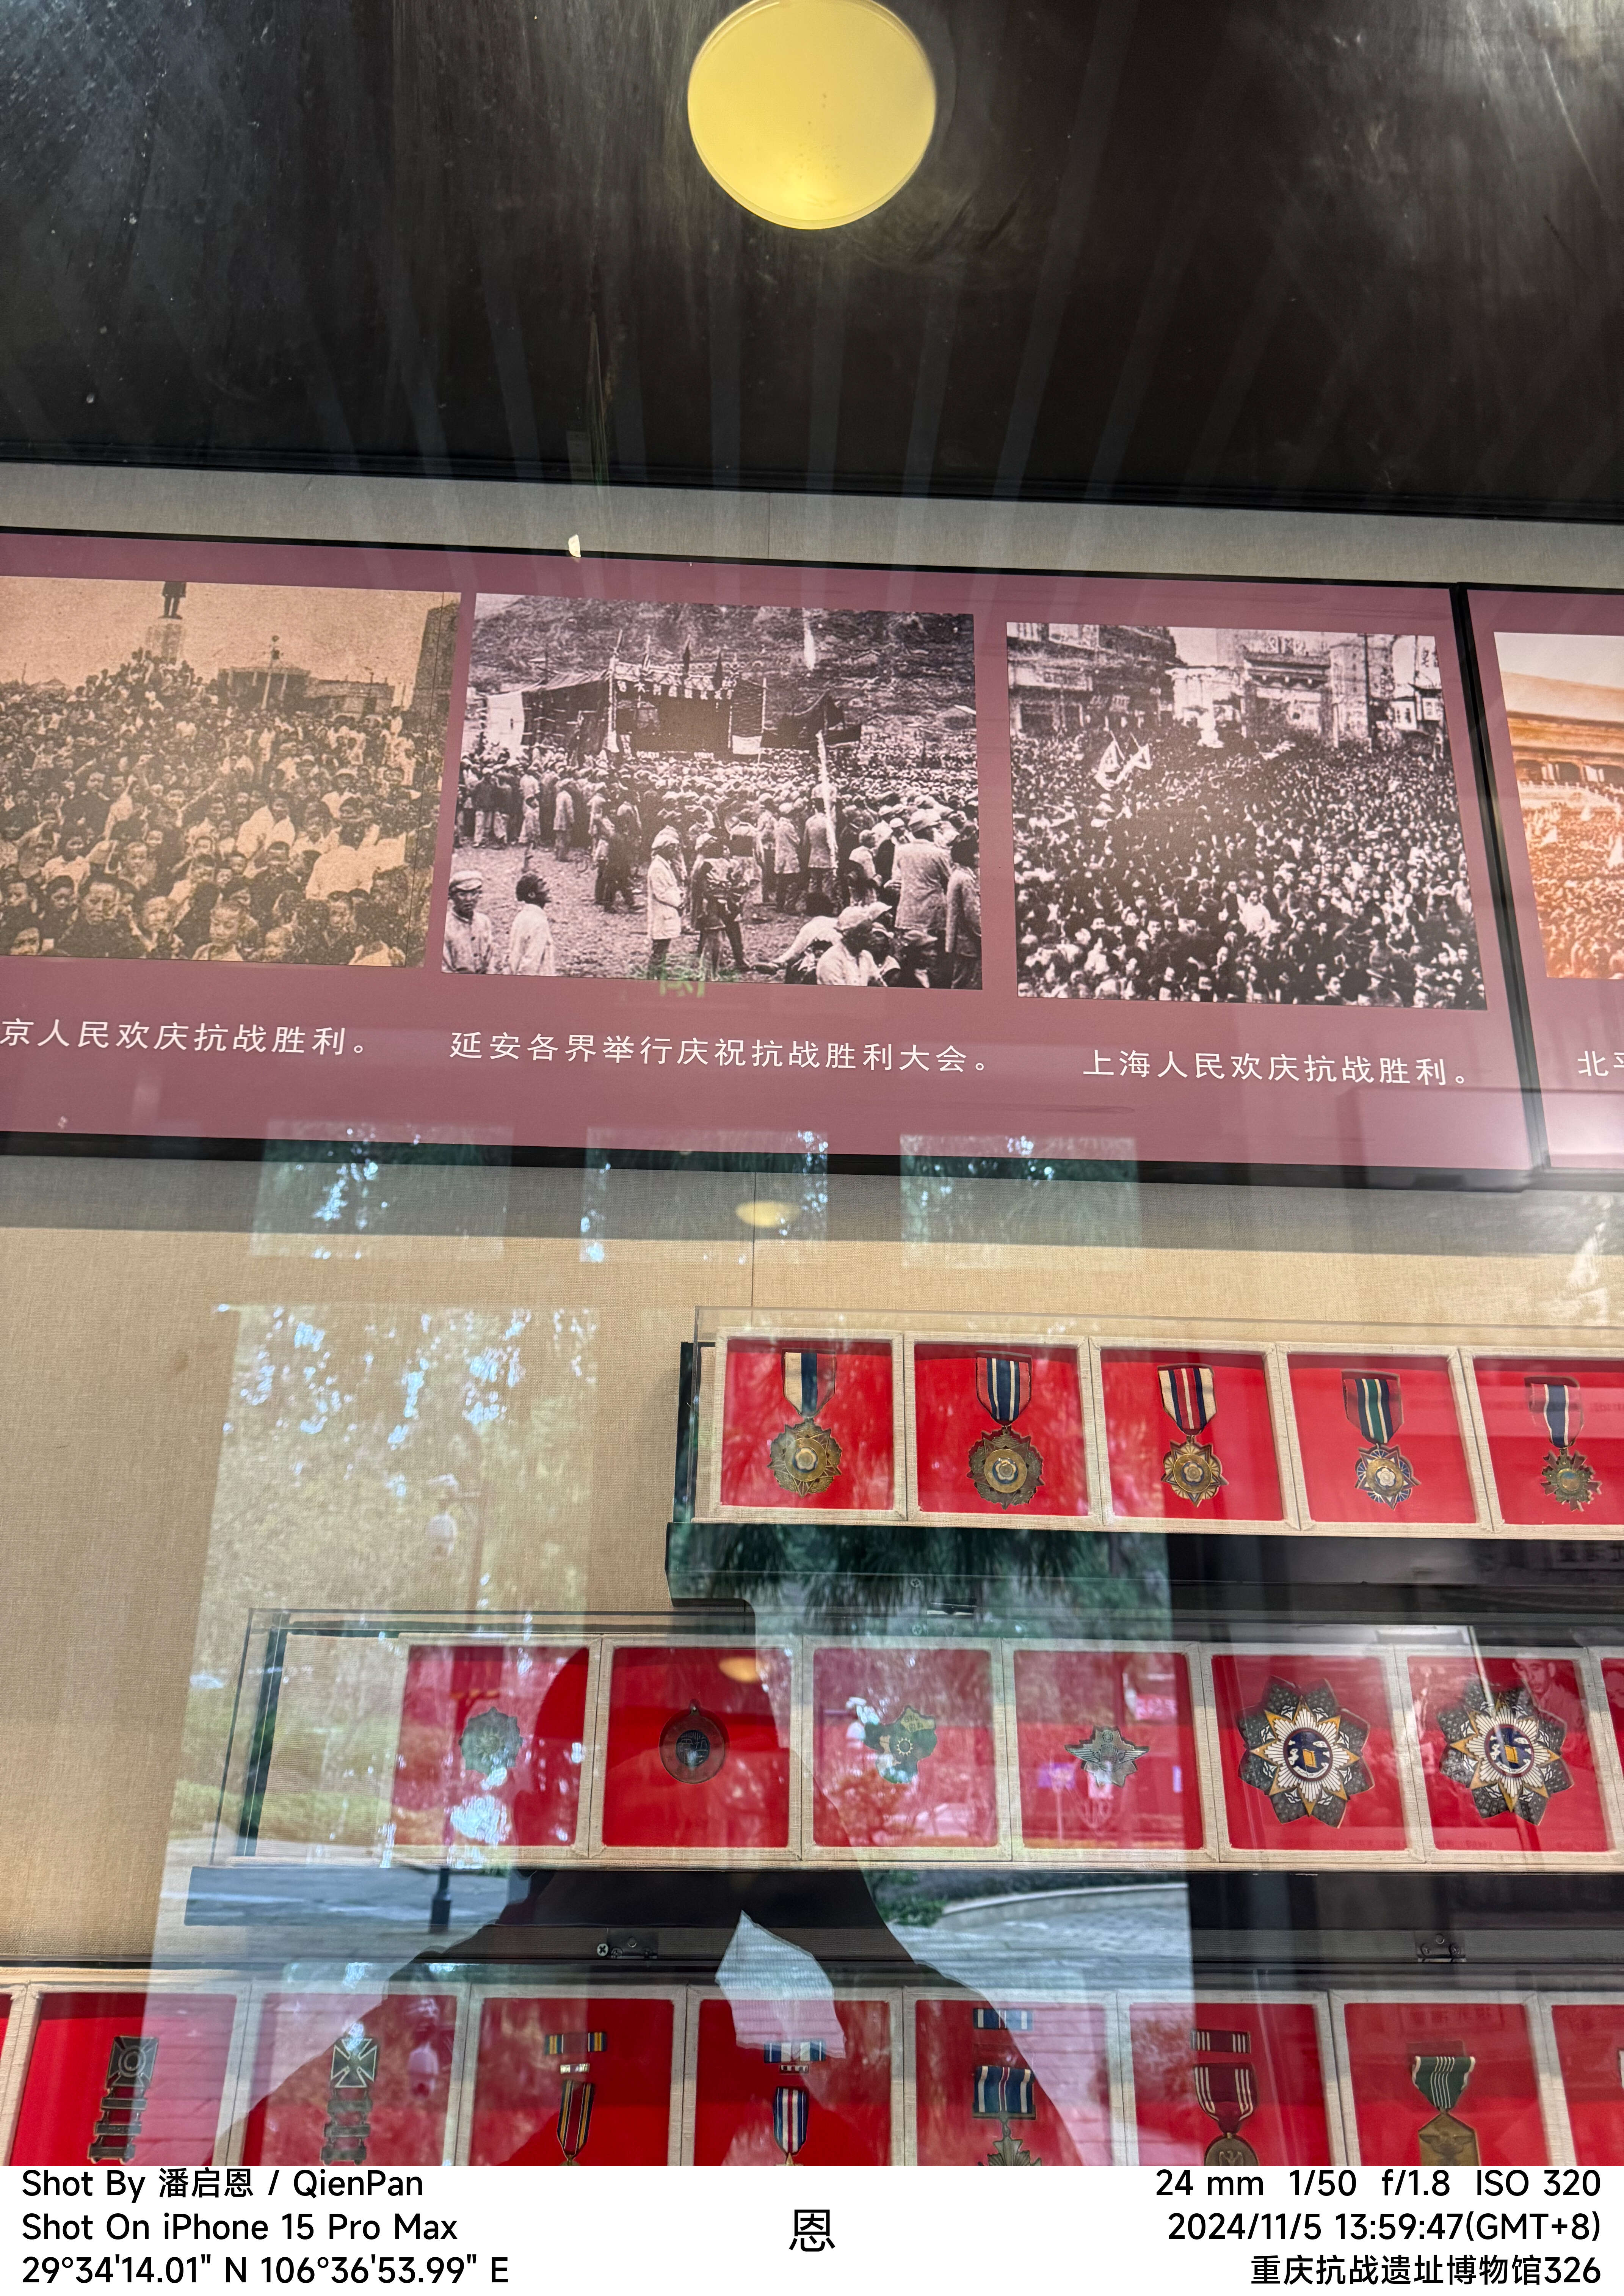 京人民欢庆抗战胜利。
延安各界举行庆祝抗战胜利大会。
上海人民欢庆抗战胜利。
北平
Shot By 潘启恩 / QienPan
Shot On iPhone 15 Pro Max
29°34'14.01" N 106°36'53.99" E
恩
24 mm 1/50 f/1.8 ISO 320
2024/11/5 13:59:47(GMT+8)
重庆抗战遗址博物馆326